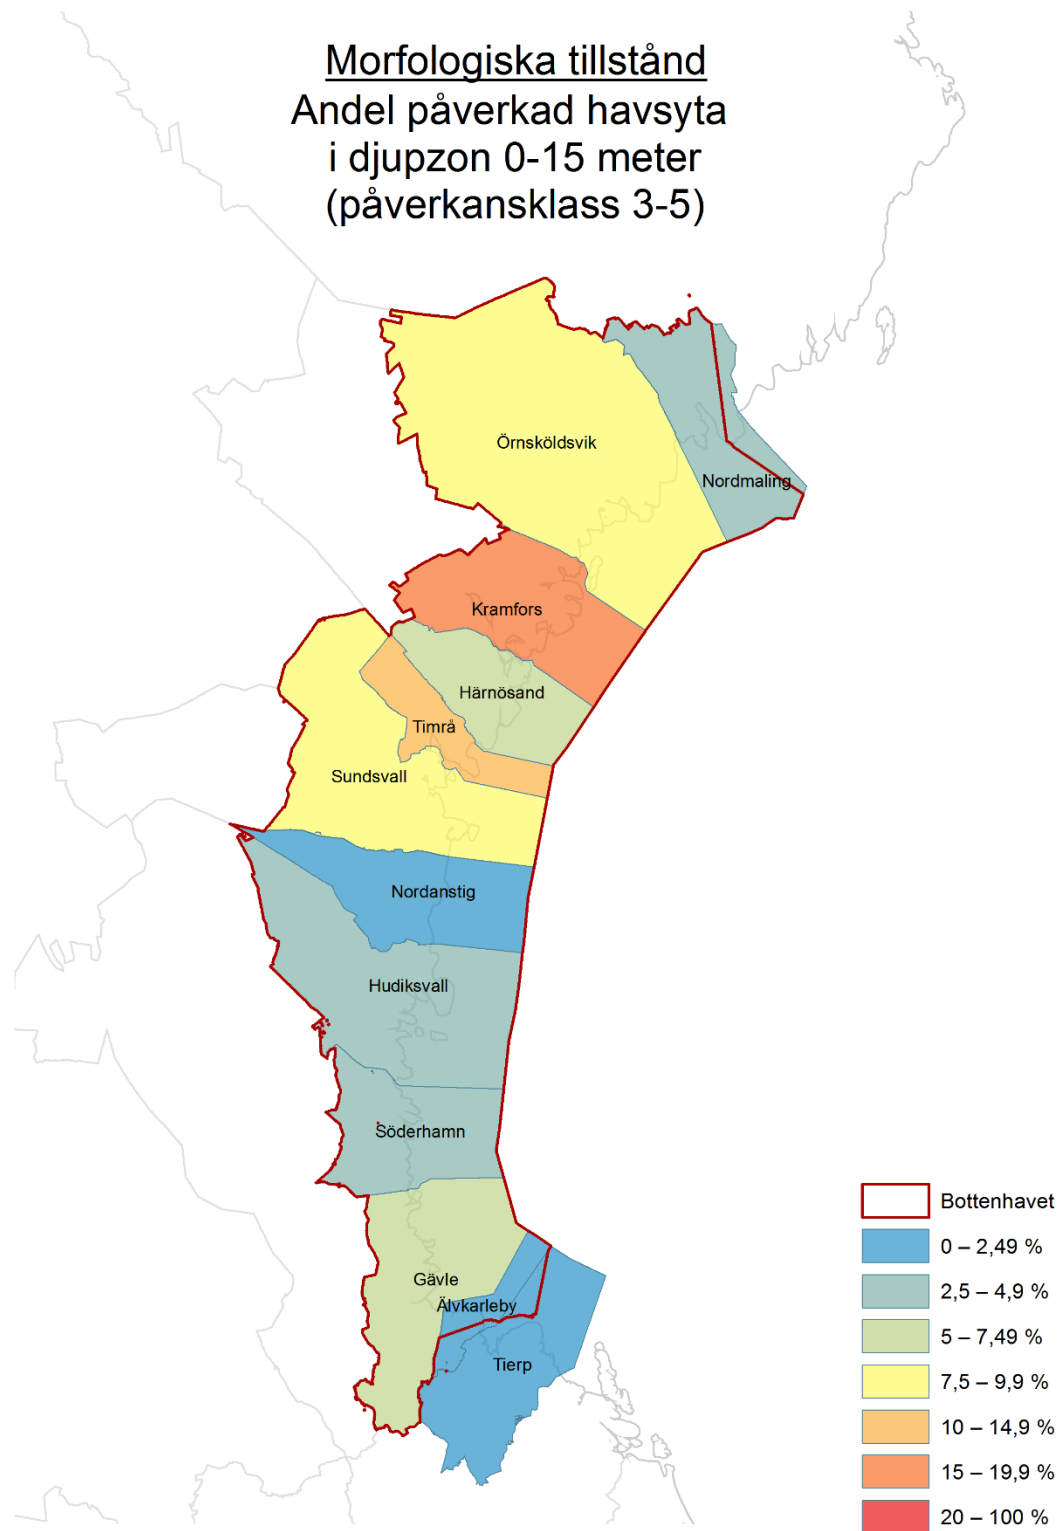 Morfologiska tillstånd
Andel påverkad havsyta
i djupzon 0-15 meter
(påverkansklass 3-5)
Örnsköldsvik
Nordmaling
Kramfors
Härnösand
Timrå
Sundsvall
Nordanstig
Hudiksvall
Söderhamn
Gävle
Älvkarleby
Tierp
Bottenhavet
0 – 2,49 %
2,5 – 4,9 %
5 – 7,49 %
7,5 – 9,9 %
10 – 14,9 %
15 – 19,9 %
20 – 100 %